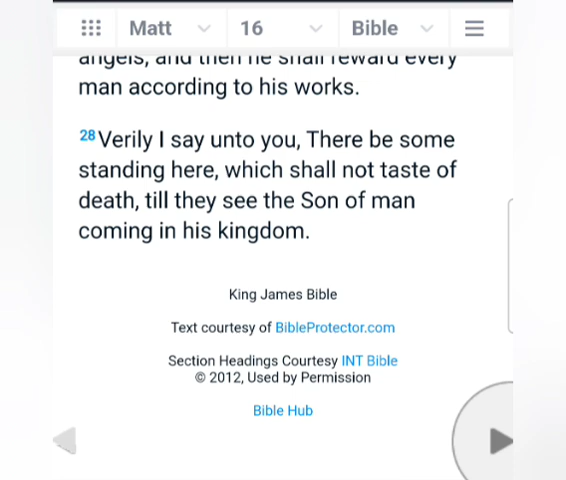 Matt 16 Bible
angels, and then he shall reward every
man according to his works.
28 Verily I say unto you, There be some
standing here, which shall not taste of
death, till they see the Son of man
coming in his kingdom.
King James Bible
Text courtesy of BibleProtector.com
Section Headings Courtesy INT Bible
© 2012, Used by Permission
Bible Hub